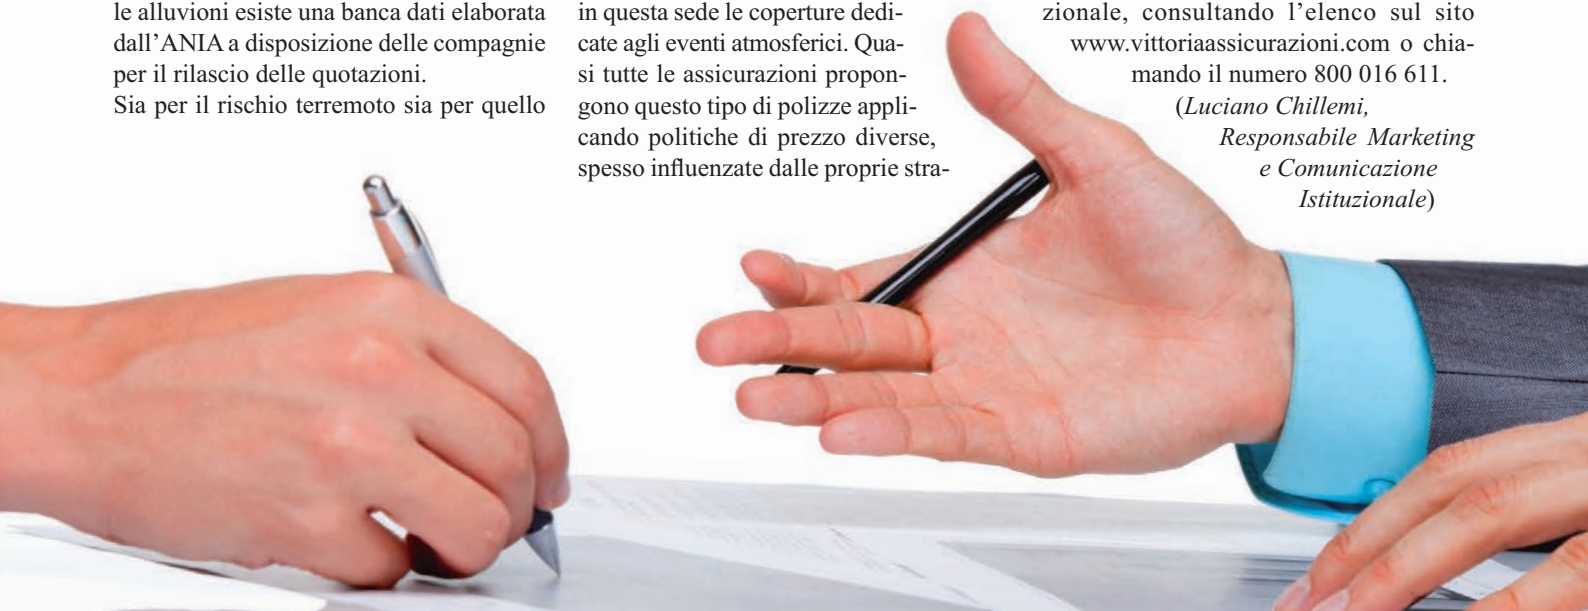 le alluvioni esiste una banca dati elaborata
dall'ANIA a disposizione delle compagnie
per il rilascio delle quotazioni.
Sia per il rischio terremoto sia per quello
in questa sede le coperture dedi-
cate agli eventi atmosferici. Qua-
si tutte le assicurazioni propon-
gono questo tipo di polizze appli-
cando politiche di prezzo diverse,
spesso influenzate dalle proprie stra-
zionale, consultando l'elenco sul sito
www.vittoriaassicurazioni.com o chia-
mando il numero 800 016 611.
(Luciano Chillemi,
Responsabile Marketing
e Comunicazione
Istituzionale)